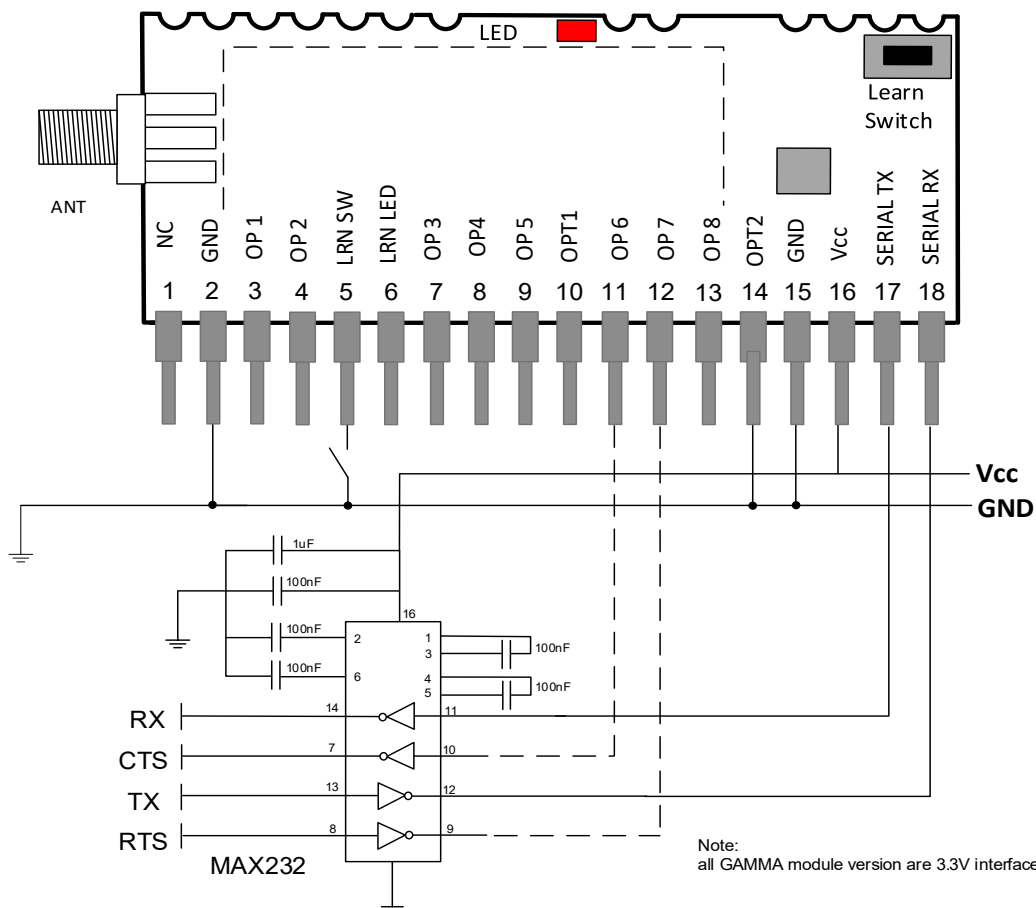 LED
Learn
Switch
ANT
NC
GND
OP 1
OP 2
LRN SW
LRN LED
OP 3
OP4
OP 5
OPT1
OP 6
OP 7
OP 8
OPT2
GND
Vcc
SERIAL TX
SERIAL RX
1 2 3 4 5 6 7 8 9 10 11 12 13 14 15 16 17 18
Vcc
GND
1uF
100nF
16
100nF
2
1
3
100nF
100nF
6
4
5
100nF
RX
14
11
CTS
7
10
TX
13
12
RTS
8
9
MAX232
Note:
all GAMMA module version are 3.3V interface